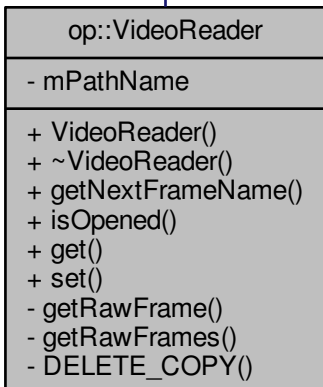 op::VideoReader
- mPathName
+ VideoReader()
+ ~VideoReader()
+ getNextFrameName()
+ isOpened()
+ get()
+ set()
- getRawFrame()
- getRawFrames()
- DELETE_COPY()